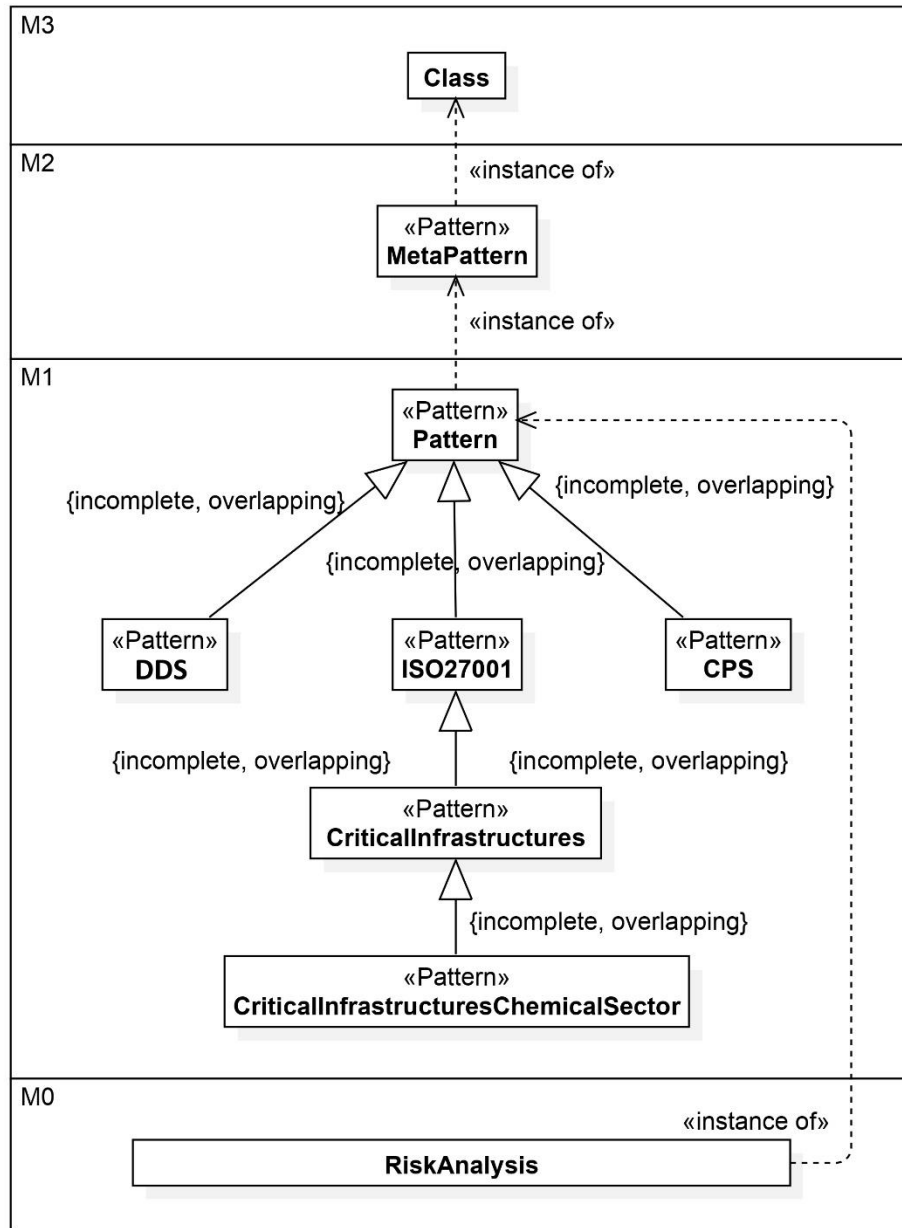 M3
Class
«instance of»
M2
«Pattern»
MetaPattern
«instance of»
M1
«Pattern»
Pattern
{incomplete, overlapping}
{incomplete, overlapping}
{incomplete, overlapping}
«Pattern»
DDS
«Pattern»
ISO27001
«Pattern»
CPS
{incomplete, overlapping}
{incomplete, overlapping}
«Pattern»
CriticalInfrastructures
{incomplete, overlapping}
«Pattern»
CriticalInfrastructuresChemicalSector
M0
«instance of»
RiskAnalysis